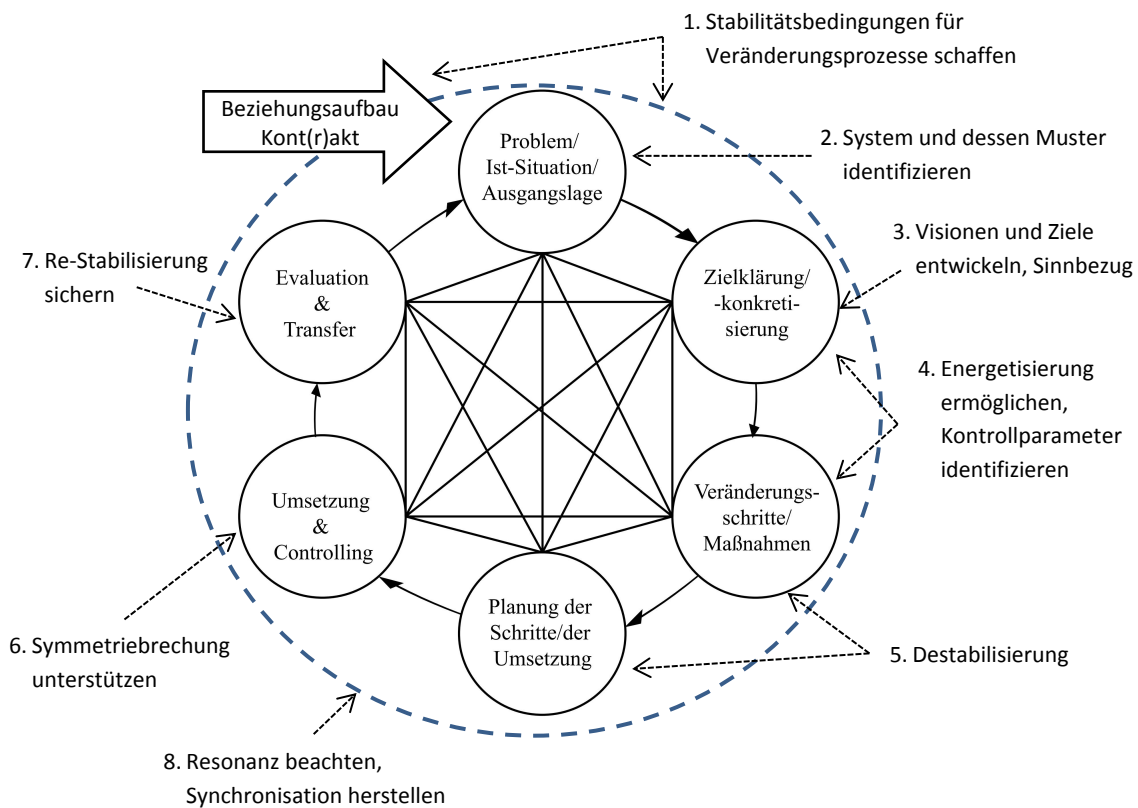 1. Stabilitätsbedingungen für
Veränderungsprozesse schaffen
Beziehungsaufbau
Kont(r)akt
Problem/
Ist-Situation/
Ausgangslage
2. System und dessen Muster
identifizieren
3. Visionen und Ziele
entwickeln, Sinnbezug
Zielklärung/
-konkreti-
sierung
4. Energetisierung
ermöglichen,
Kontrollparameter
identifizieren
Veränderungs-
schritte/
Maßnahmen
5. Destabilisierung
Planung der
Schritte/der
Umsetzung
Umsetzung
&
Controlling
6. Symmetriebrechung
unterstützen
Evaluation
&
Transfer
7. Re-Stabilisierung
sichern
8. Resonanz beachten,
Synchronisation herstellen